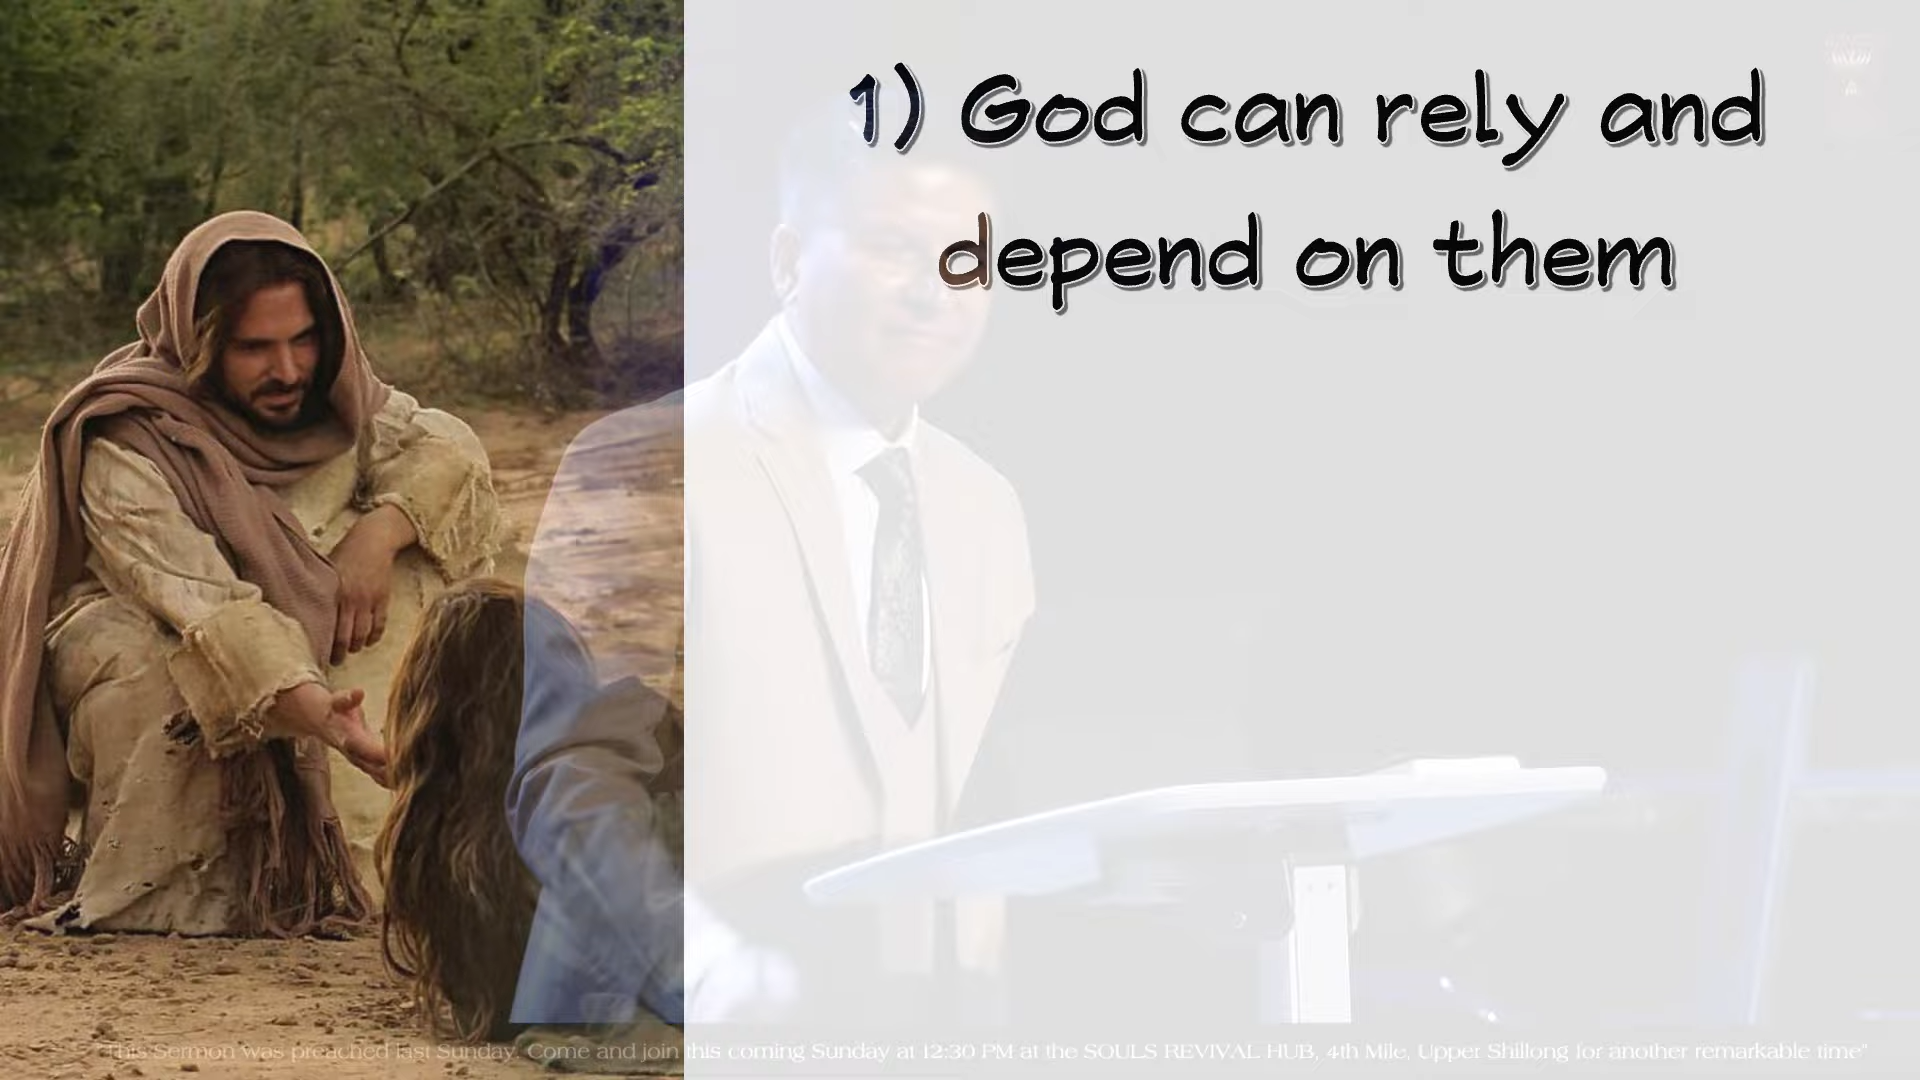 1) God can rely and
depend on them
This Sermon was preached last Sunday. Come and join this coming Sunday at 12:30 PM at the SOULS REVIVAL HUB, 4th Mile, Upper Shillong for another remarkable time"